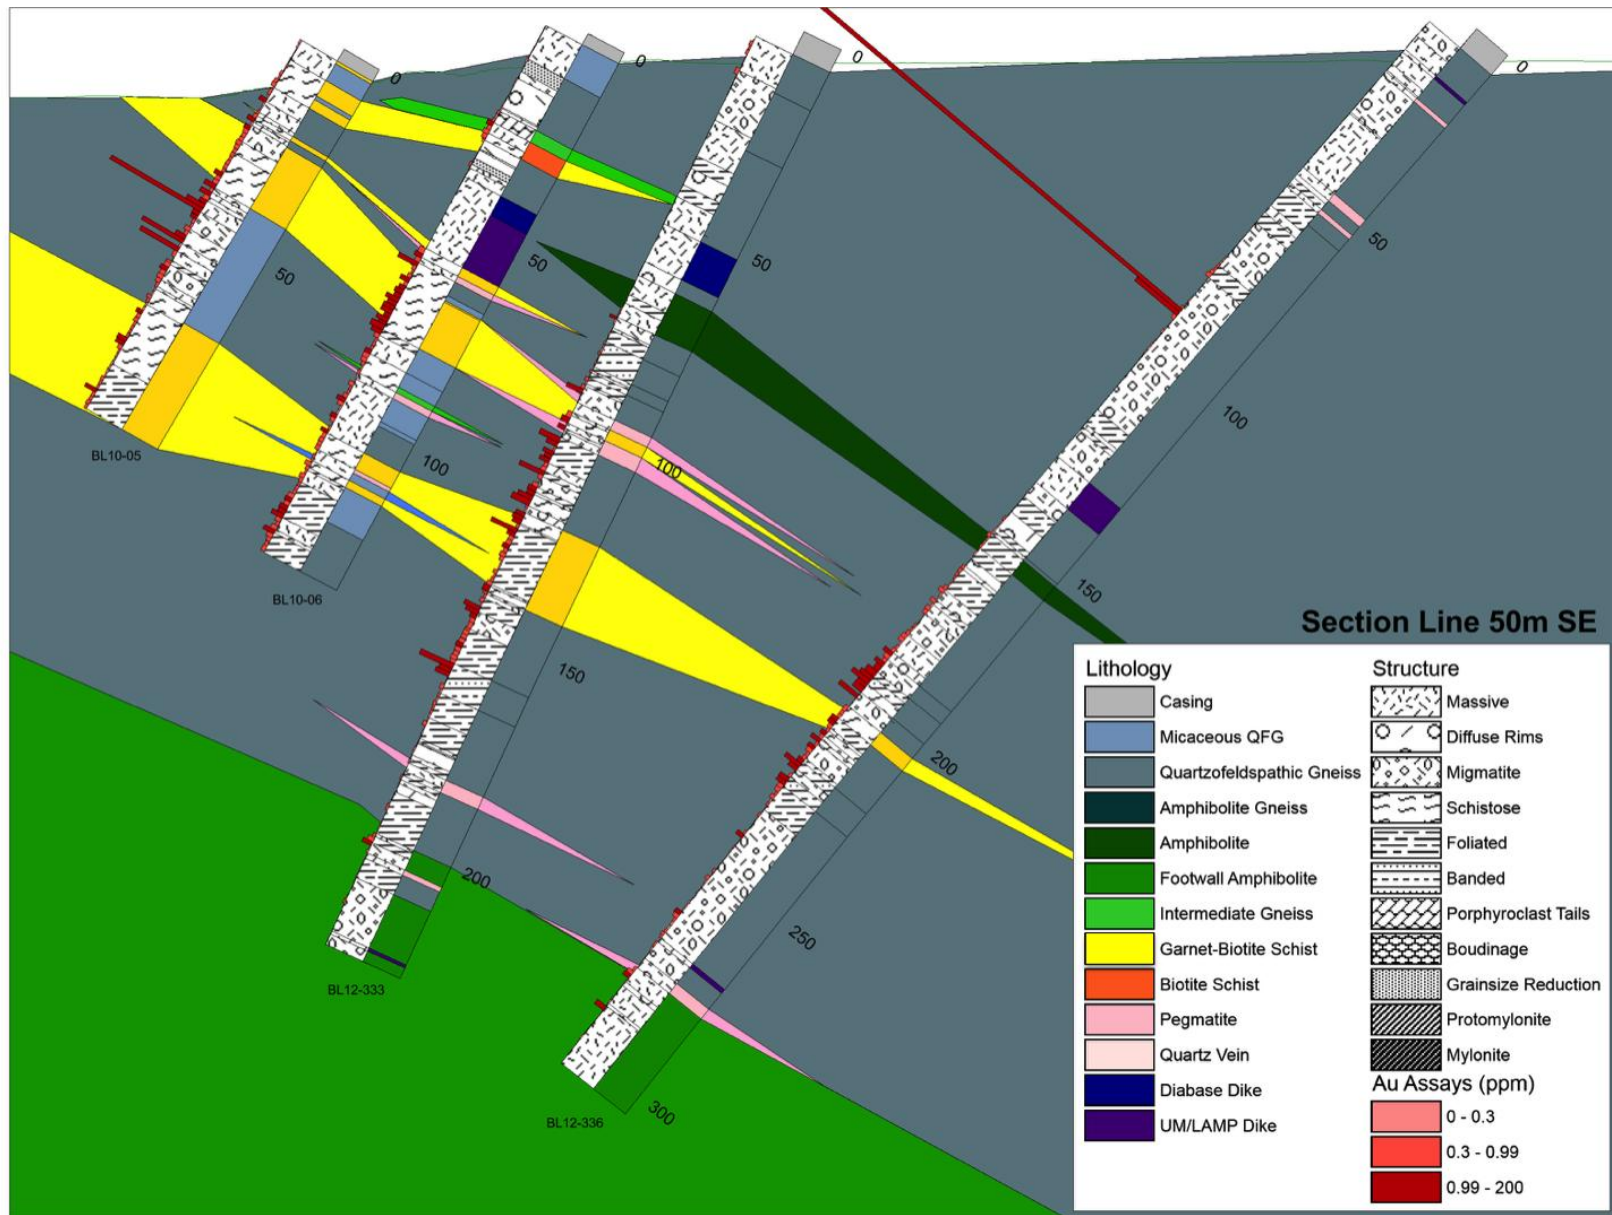 0
0
0
0
50
50
50
50
100
100
100
150
150
200
200
250
300
BL10-05
BL10-06
BL12-333
BL12-336
Section Line 50m SE
Lithology
Casing
Micaceous QFG
Quartzofeldspathic Gneiss
Amphibolite Gneiss
Amphibolite
Footwall Amphibolite
Intermediate Gneiss
Garnet-Biotite Schist
Biotite Schist
Pegmatite
Quartz Vein
Diabase Dike
UM/LAMP Dike
Structure
Massive
Diffuse Rims
Migmatite
Schistose
Foliated
Banded
Porphyroclast Tails
Boudinage
Grainsize Reduction
Protomylonite
Mylonite
Au Assays (ppm)
0 - 0.3
0.3 - 0.99
0.99 - 200